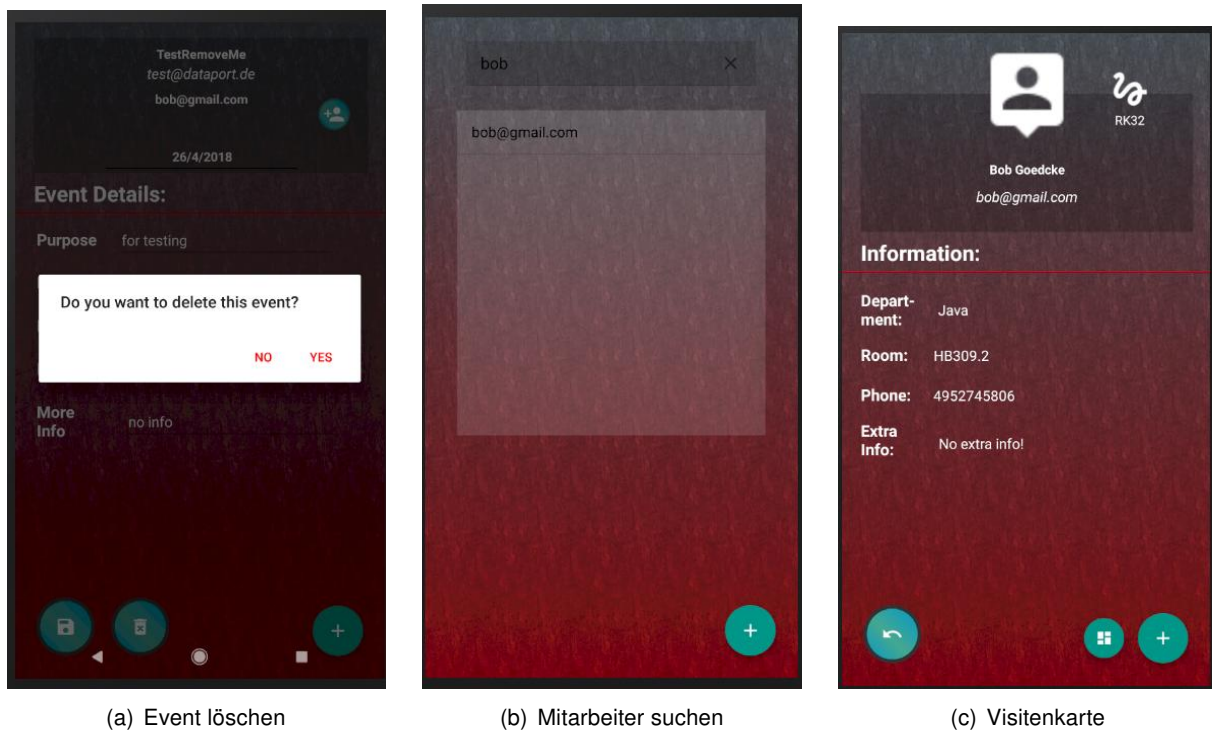 TestRemoveMe
test@dataport.de
bob@gmail.com
26/4/2018
Event Details:
Purpose for testing
Do you want to delete this event?
NO YES
More
Info no info
(a) Event löschen
bob
bob@gmail.com
(b) Mitarbeiter suchen
RK32
Bob Goedcke
bob@gmail.com
Information:
Depart-
ment: Java
Room: HB309.2
Phone: 4952745806
Extra
Info: No extra info!
(c) Visitenkarte